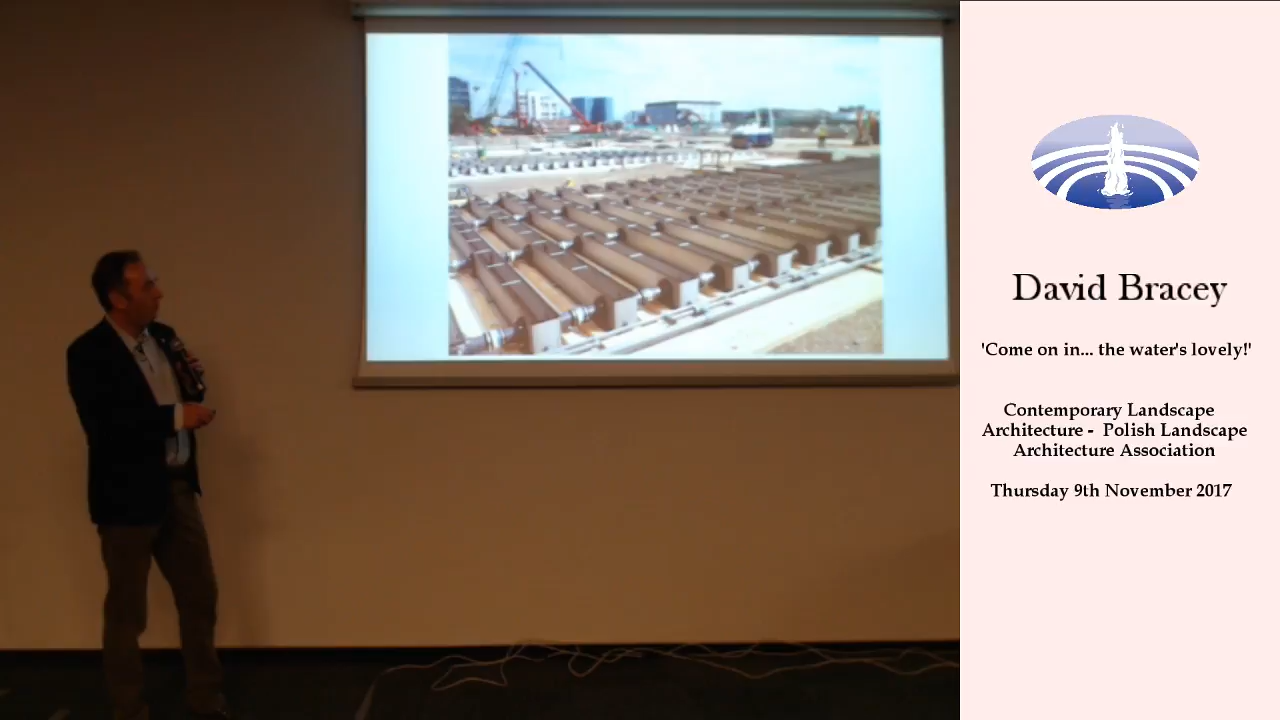 David Bracey
'Come on in... the water's lovely!'
Contemporary Landscape
Architecture - Polish Landscape
Architecture Association
Thursday 9th November 2017